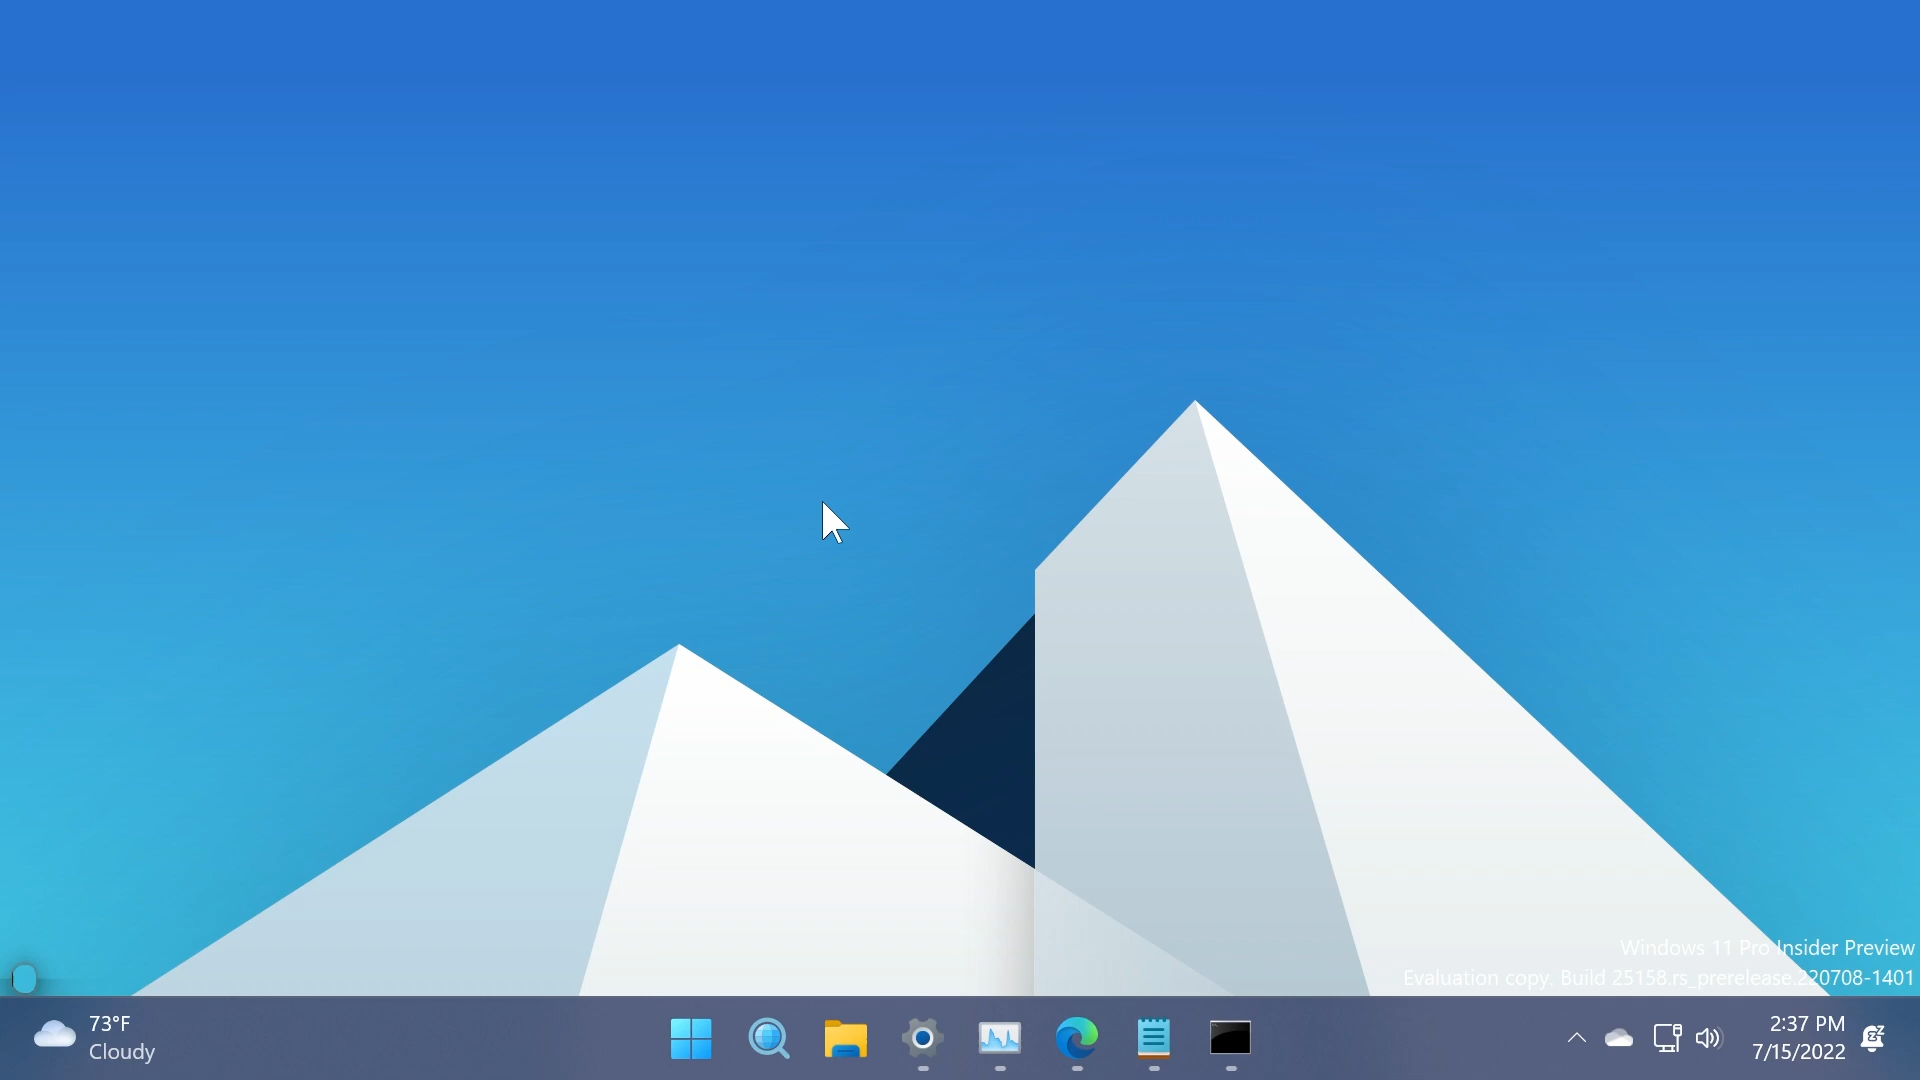 Windows 11 Pro Insider Preview
Evaluation copy. Build 25158.rs_prerelease.220708-1401
73°F
Cloudy
2:37 PM
7/15/2022